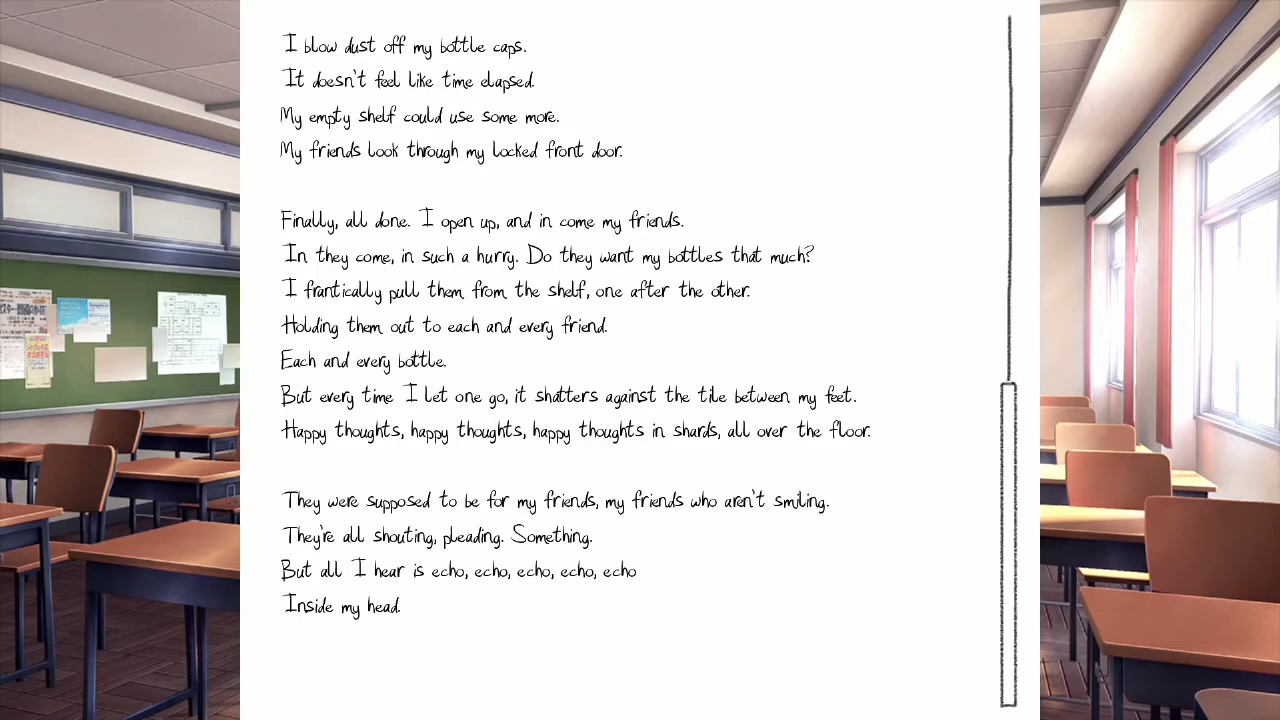 I blow dust off my bottle caps.
It doesn't feel like time elapsed.
My empty shelf could use some more.
My friends look through my locked front door.
Finally, all done. I open up, and in come my friends.
In they come, in such a hurry. Do they want my bottles that much?
I frantically pull them from the shelf, one after the other.
Holding them out to each and every friend.
Each and every bottle.
But every time I let one go, it shatters against the tile between my feet.
Happy thoughts, happy thoughts, happy thoughts in shards, all over the floor.
They were supposed to be for my friends, my friends who aren't smiling.
They're all shouting, pleading. Something.
But all I hear is echo, echo, echo, echo, echo
Inside my head.